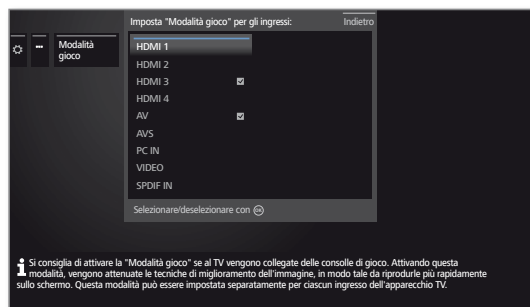 Imposta "Modalità gioco" per gli ingressi:
Indietro
Modalità
gioco
HDMI 1
HDMI 2
HDMI 3
HDMI 4
AV
AVS
PC IN
VIDEO
SPDIF IN
Selezionare/deselezionare con OK
Si consiglia di attivare la "Modalità gioco" se al TV vengono collegate delle consolle di gioco. Attivando questa
modalità, vengono attenuate le tecniche di miglioramento dell'immagine, in modo tale da riprodurle più rapidamente
sullo schermo. Questa modalità può essere impostata separatamente per ciascun ingresso dell'apparecchio TV.